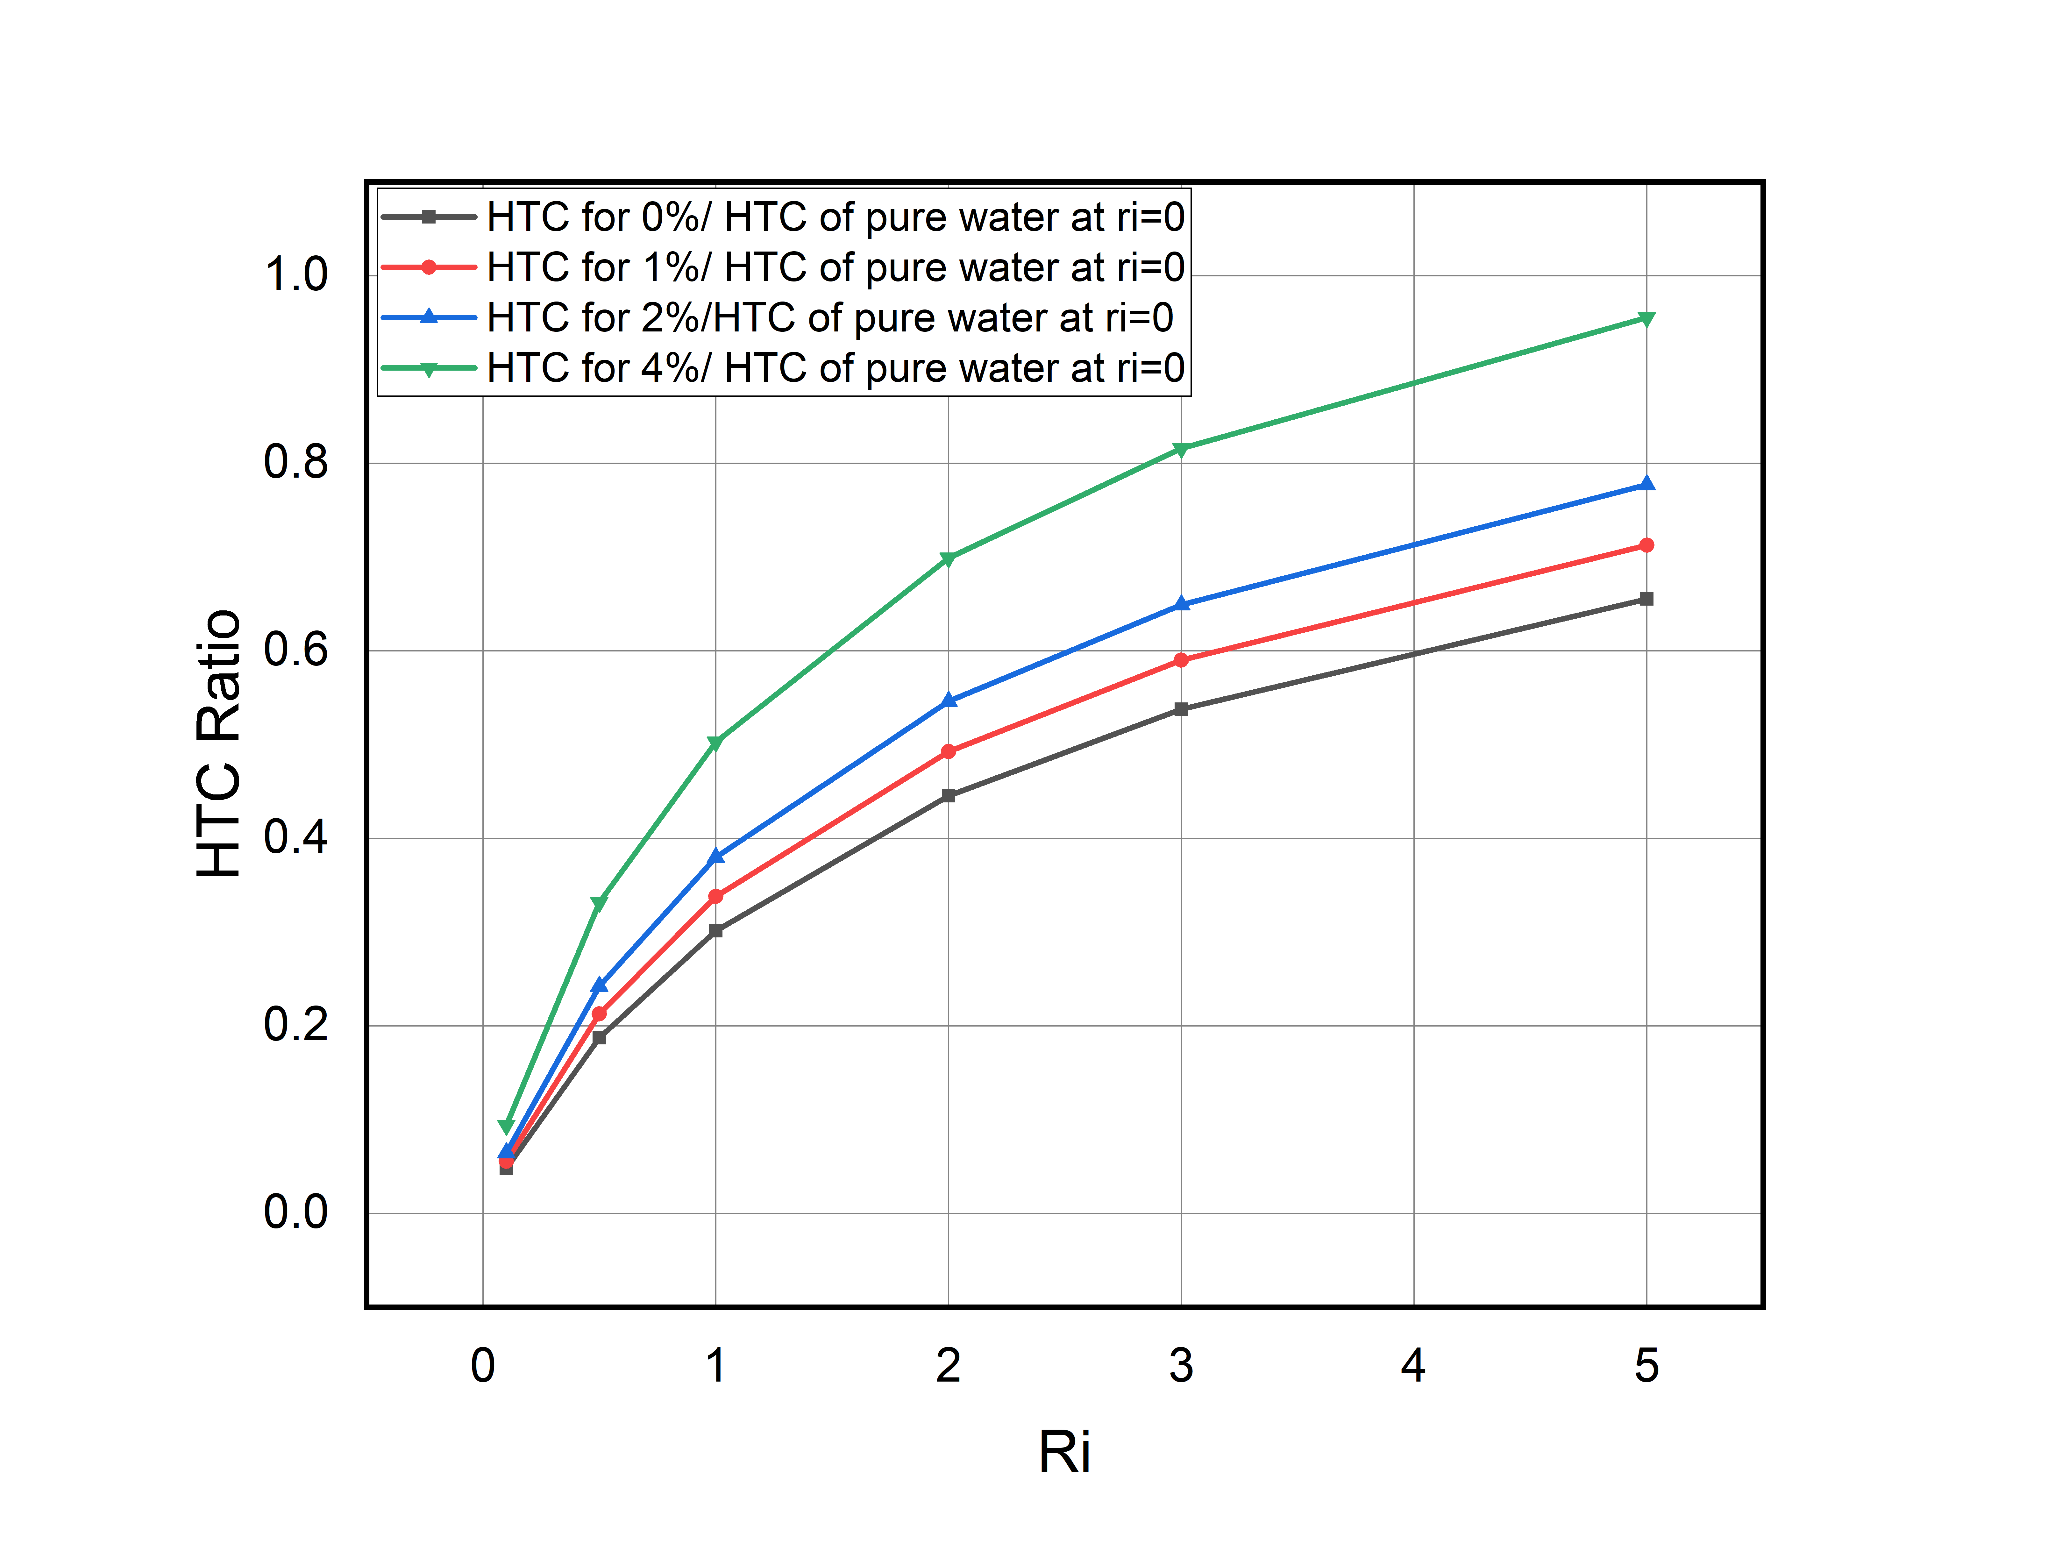 HTC for 0%/ HTC of pure water at ri=0
HTC for 1%/ HTC of pure water at ri=0
HTC for 2%/HTC of pure water at ri=0
HTC for 4%/ HTC of pure water at ri=0
1.0
0.8
0.6
0.4
0.2
0.0
HTC Ratio
0 1 2 3 4 5
Ri